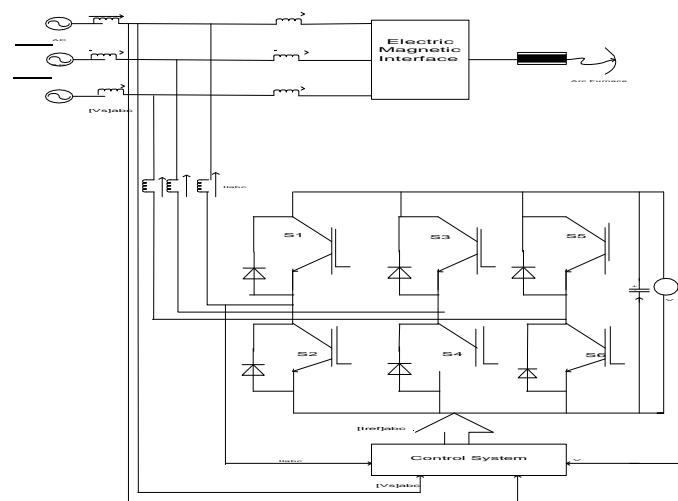 AC
Electric
Magnetic
Interface
Arc Furnace
[Vs]abc
S1
S3
S5
S2
S4
S6
[Iref]abc
Control System
[Vs]abc